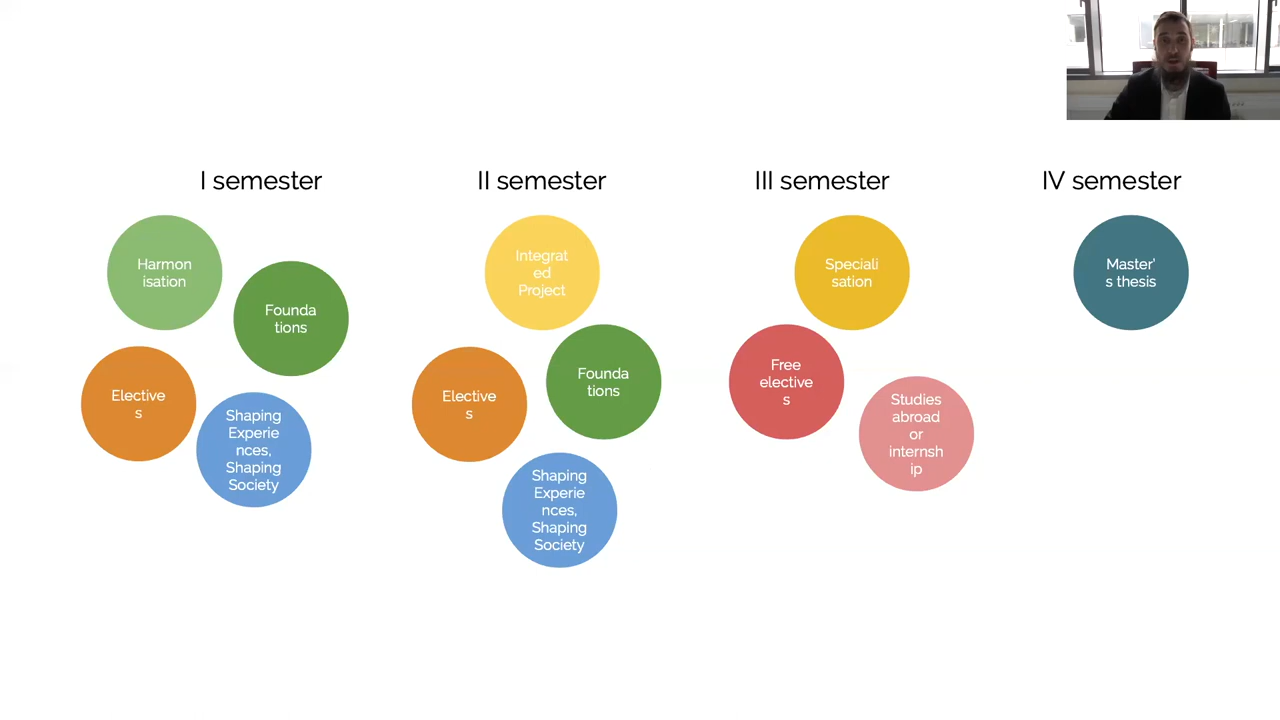 I semester
II semester
III semester
IV semester
Harmon
isation
Founda
tions
Elective
s
Shaping
Experie
nces,
Shaping
Society
Integrat
ed
Project
Founda
tions
Elective
s
Shaping
Experie
nces,
Shaping
Society
Speciali
sation
Free
elective
s
Studies
abroad
or
internsh
ip
Master'
s thesis